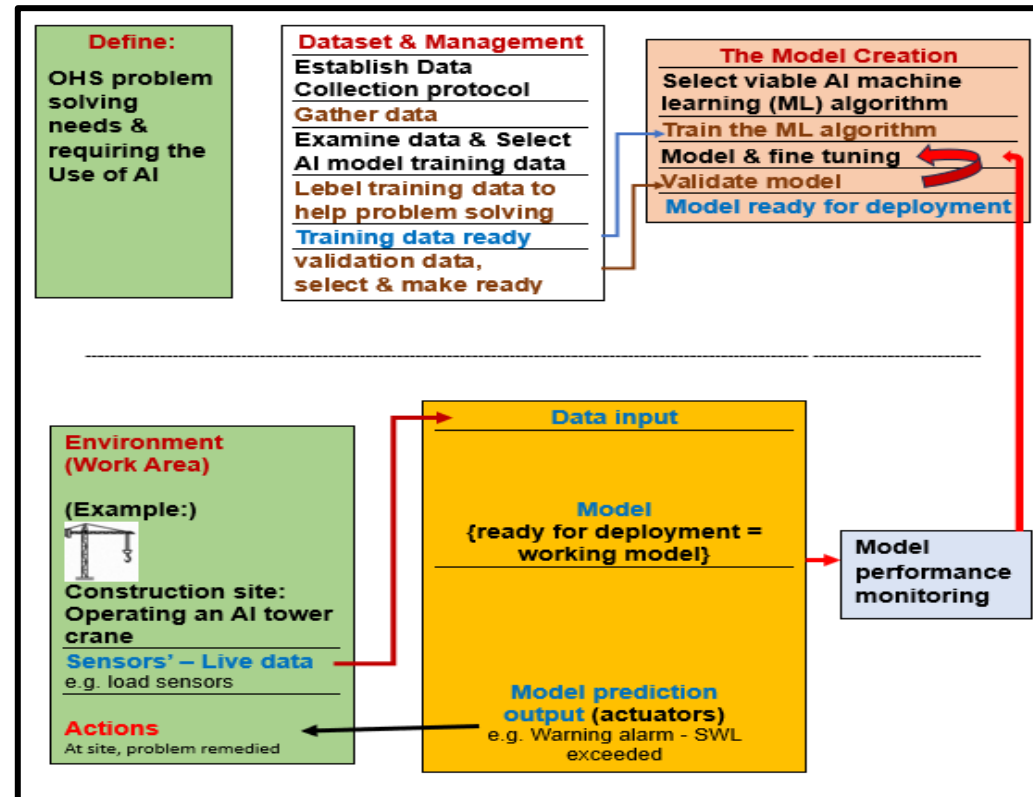 Define:
OHS problem
solving
needs &
requiring the
Use of AI
Dataset & Management
Establish Data
Collection protocol
Gather data
Examine data & Select
AI model training data
Lebel training data to
help problem solving
Training data ready
validation data,
select & make ready
The Model Creation
Select viable AI machine
learning (ML) algorithm
Train the ML algorithm
Model & fine tuning
Validate model
Model ready for deployment
Environment
(Work Area)
(Example:)
Construction site:
Operating an AI tower
crane
Sensors' – Live data
e.g. load sensors
Actions
At site, problem remedied
Data input
Model
{ready for deployment =
working model}
Model prediction
output (actuators)
e.g. Warning alarm - SWL
exceeded
Model
performance
monitoring